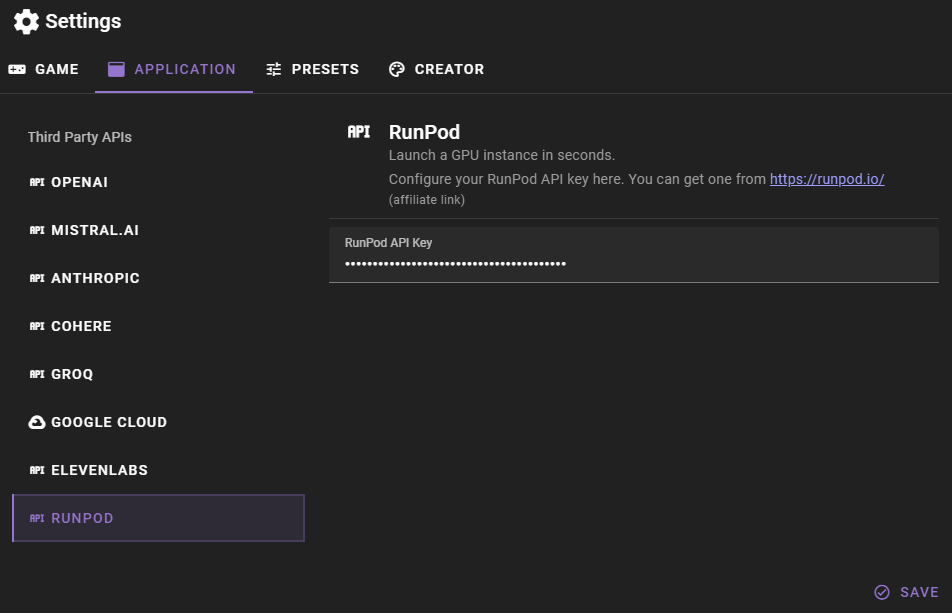 Settings
GAME
APPLICATION
PRESETS
CREATOR
Third Party APIs
API OPENAI
API MISTRAL.AI
API ANTHROPIC
API COHERE
API GROQ
GOOGLE CLOUD
API ELEVENLABS
API RUNPOD
API RunPod
Launch a GPU instance in seconds.
Configure your RunPod API key here. You can get one from https://runpod.io/
(affiliate link)
RunPod API Key
••••••••••••••••••••••••••••••••••••••••
SAVE